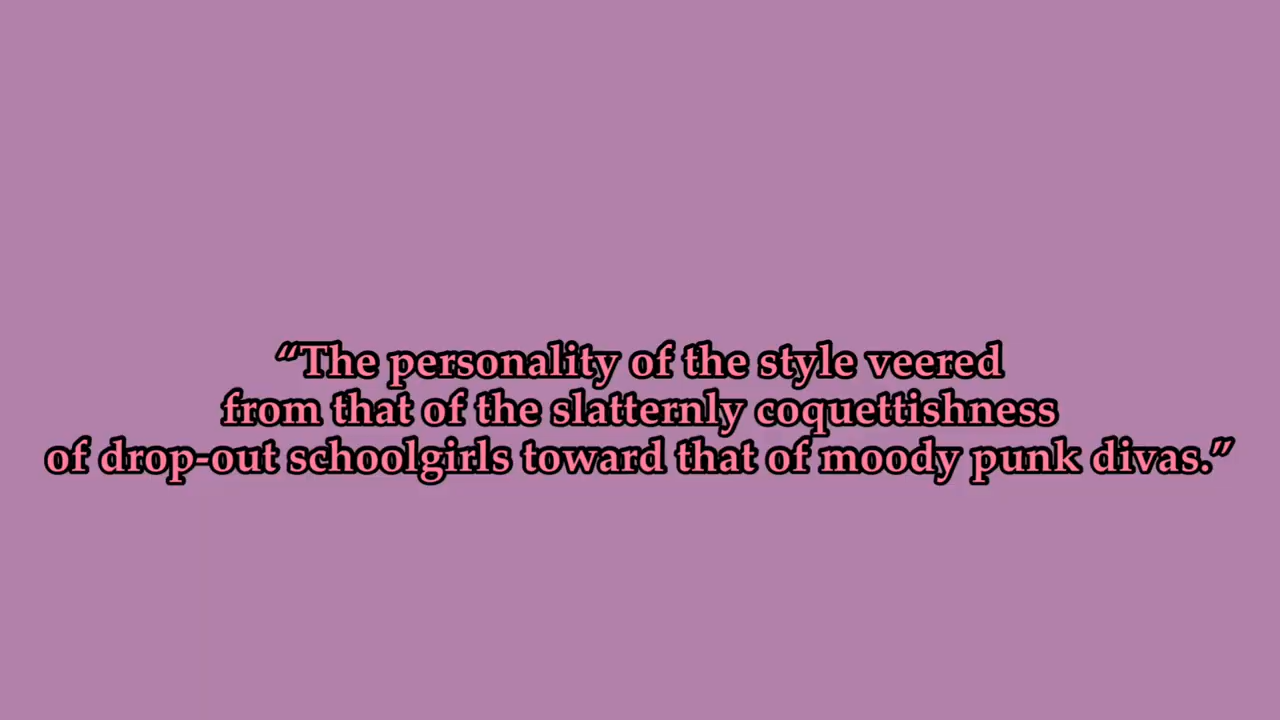 “The personality of the style veered
from that of the slatternly coquettishness
of drop-out schoolgirls toward that of moody punk divas.”